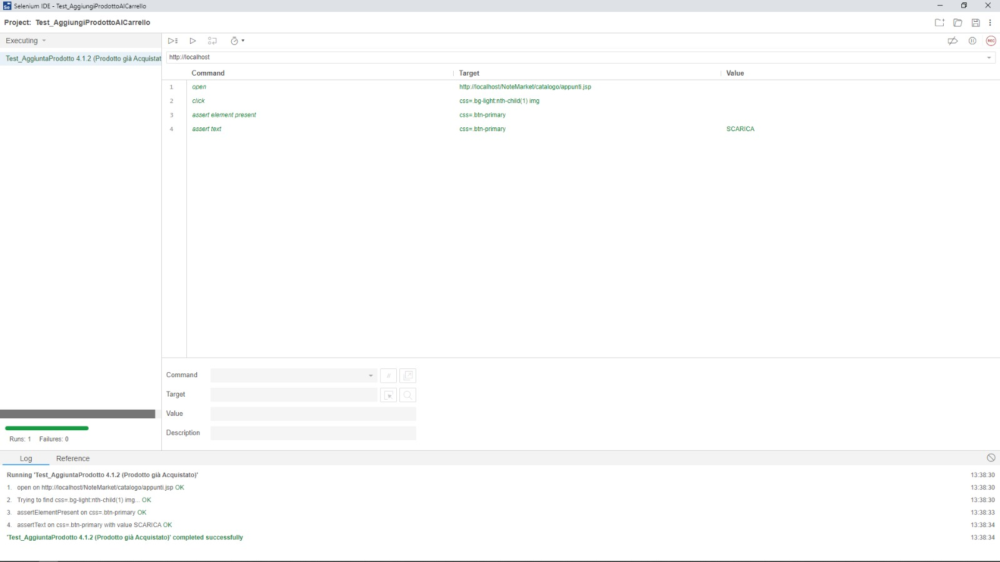 Selenium IDE - Test_AggiungiProdottoAlCarrello
Project: Test_AggiungiProdottoAlCarrello
Executing
Test_AggiuntaProdotto 4.1.2 (Prodotto già Acquistat
REC
http://localhost
Command Target Value
1 open http://localhost/NoteMarket/catalogo/appunti.jsp
2 click css=.bg-light:nth-child(1) img
3 assert element present css=.btn-primary
4 assert text css=.btn-primary SCARICA
Command
//
Target
Value
Description
Runs: 1 Failures: 0
Log Reference
Running 'Test_AggiuntaProdotto 4.1.2 (Prodotto già Acquistato)' 13:38:30
1. open on http://localhost/NoteMarket/catalogo/appunti.jsp OK 13:38:30
2. Trying to find css=.bg-light:nth-child(1) img... OK 13:38:30
3. assertElementPresent on css=.btn-primary OK 13:38:33
4. assertText on css=.btn-primary with value SCARICA OK 13:38:34
'Test_AggiuntaProdotto 4.1.2 (Prodotto già Acquistato)' completed successfully 13:38:34